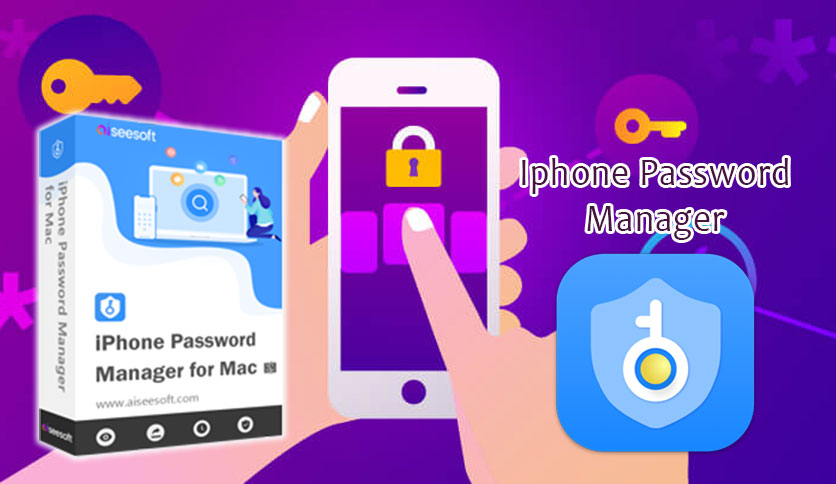 aiseesoft
iPhone Password Manager
for Mac
iPhone Password
Manager for Mac
www.aiseesoft.com
aiseesoft
Iphone Password
Manager